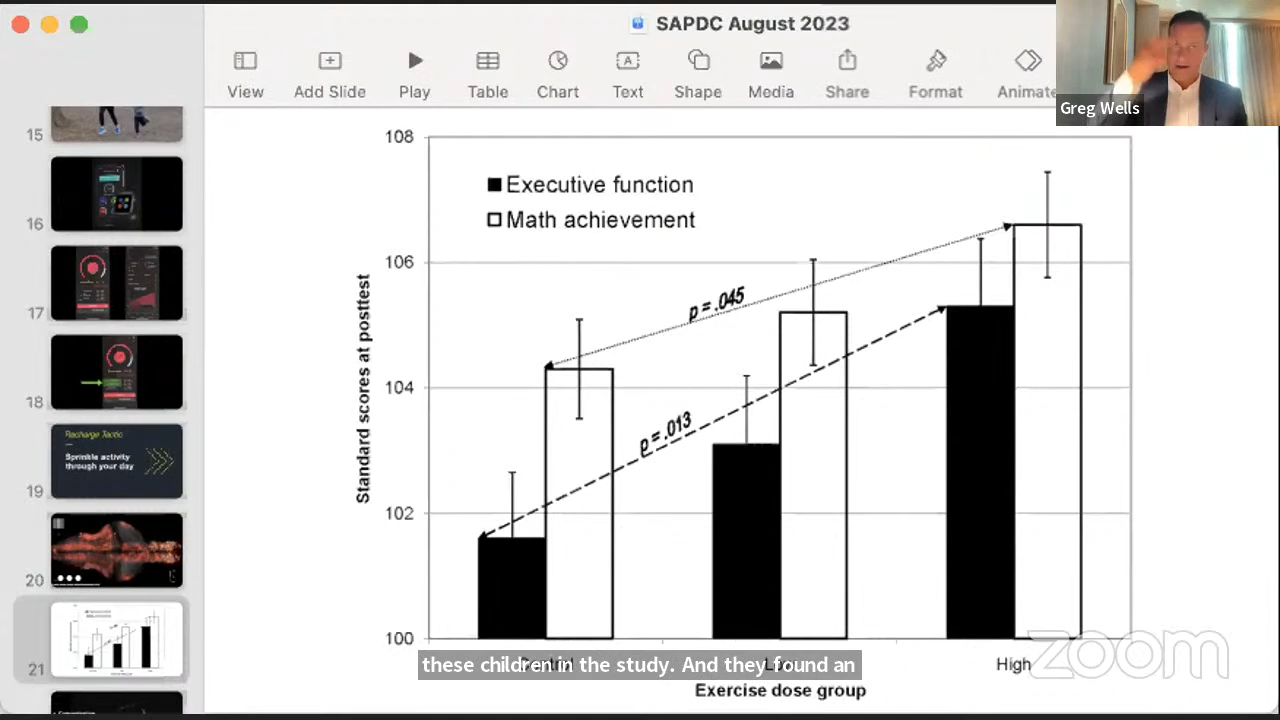 SAPDC August 2023
View
Add Slide
Play
Table
Chart
Text
Shape
Media
Share
Format
Animate
Greg Wells
15
16
17
18
19
Recharge Tactic
Sprinkle activity
through your day
20
21
108
106
104
102
100
Executive function
Math achievement
p = .045
p = .013
Standard scores at posttest
these children in the study. And they found an
High
Exercise dose group
zoom